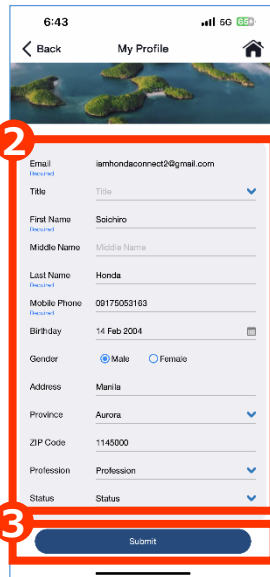 6:43
5G 65
Back
My Profile
2
Email iamhondaconnect2@gmail.com
Required
Title Title
First Name Soichiro
Required
Middle Name Middle Name
Last Name Honda
Required
Mobile Phone 09175053163
Required
Birthday 14 Feb 2004
Gender Male Female
Address Manila
Province Aurora
ZIP Code 1145000
Profession Profession
Status Status
3
Submit